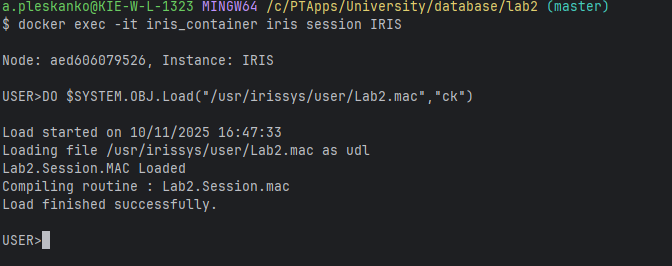 a.pleskanko@KIE-W-L-1323 MINGW64 /c/PTApps/University/database/lab2 (master)
$ docker exec -it iris_container iris session IRIS
Node: aed606079526, Instance: IRIS
USER>DO $SYSTEM.OBJ.Load("/usr/irissys/user/Lab2.mac","ck")
Load started on 10/11/2025 16:47:33
Loading file /usr/irissys/user/Lab2.mac as udl
Lab2.Session.MAC Loaded
Compiling routine : Lab2.Session.mac
Load finished successfully.
USER>